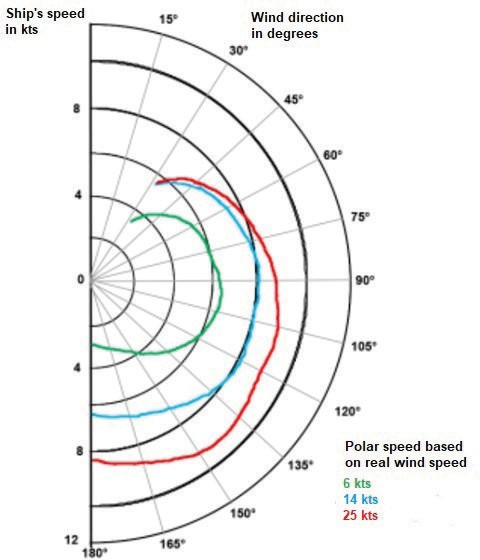 Ship's speed
in kts
Wind direction
in degrees
15°
30°
45°
60°
75°
90°
105°
120°
135°
150°
165°
180°
8
4
0
4
8
12
Polar speed based
on real wind speed
6 kts
14 kts
25 kts